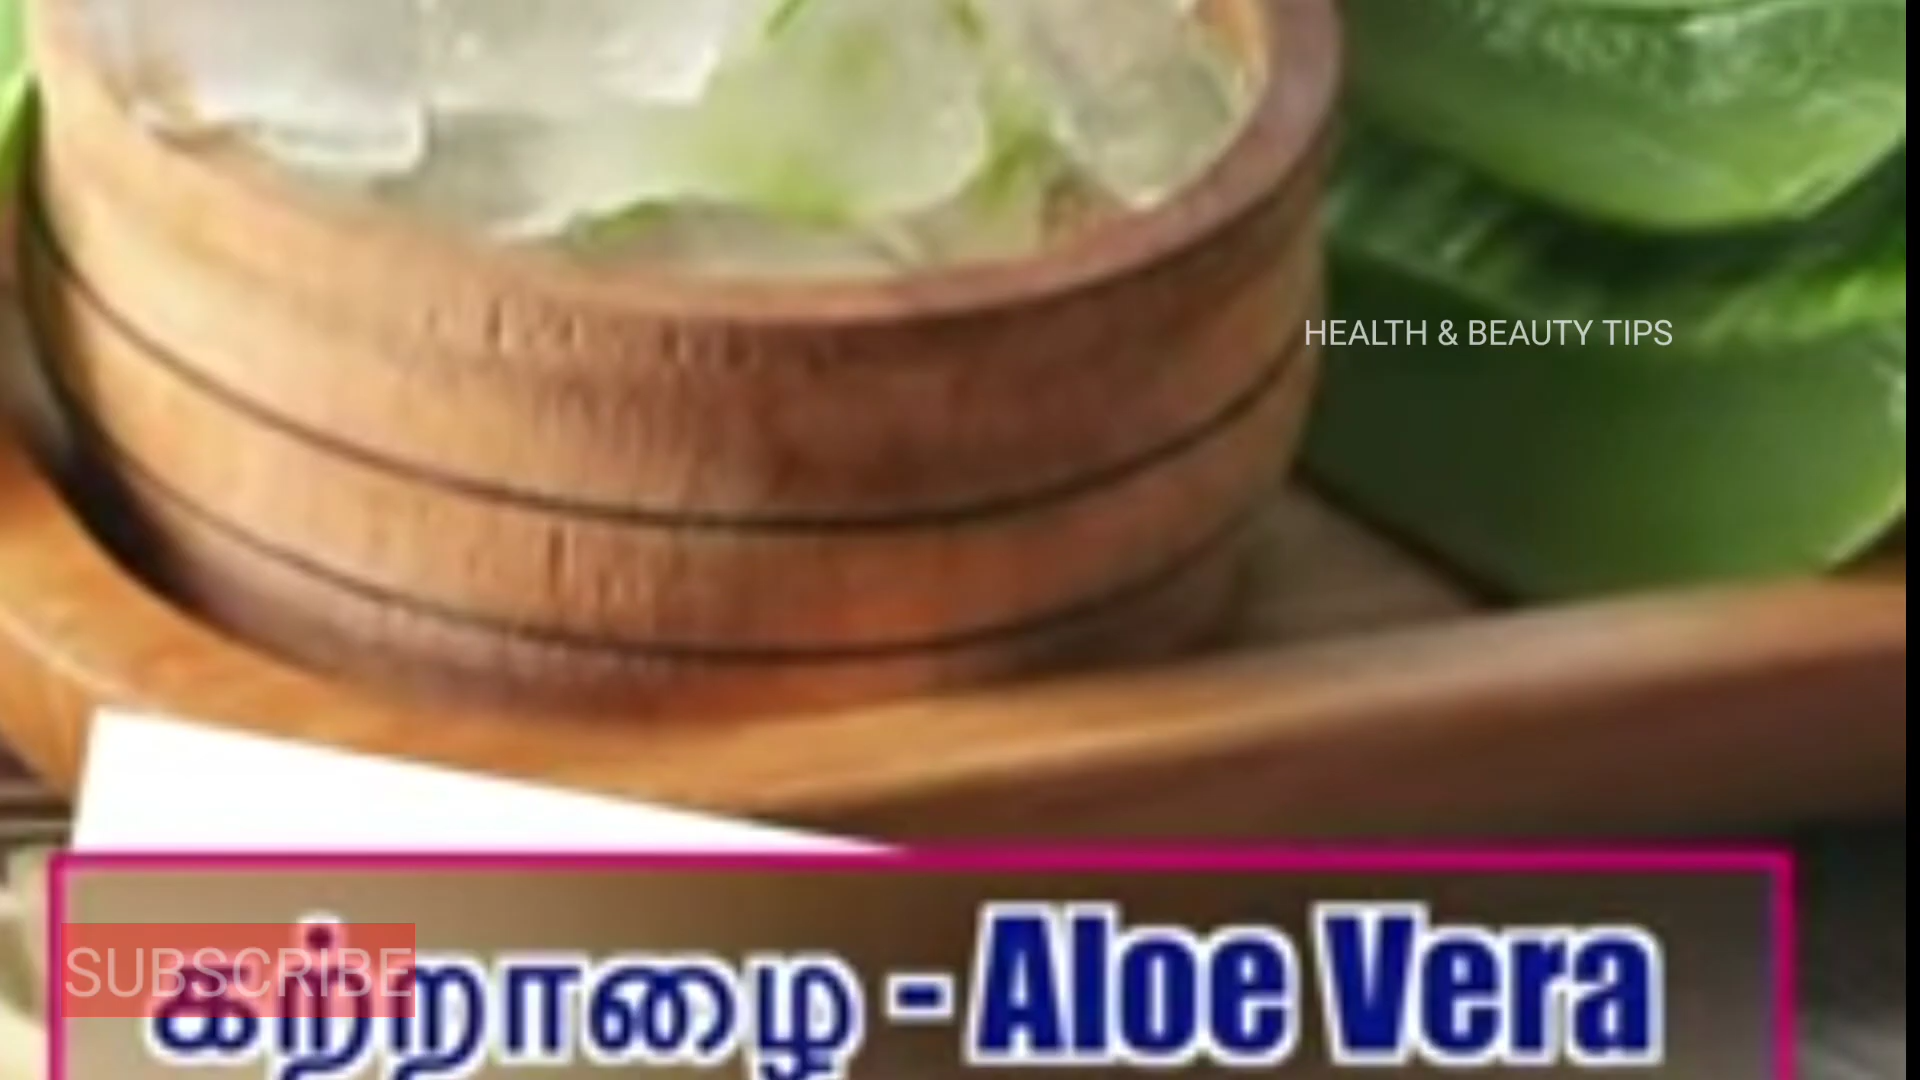 HEALTH & BEAUTY TIPS
SUBSCRIBE
கற்றாழை - Aloe Vera